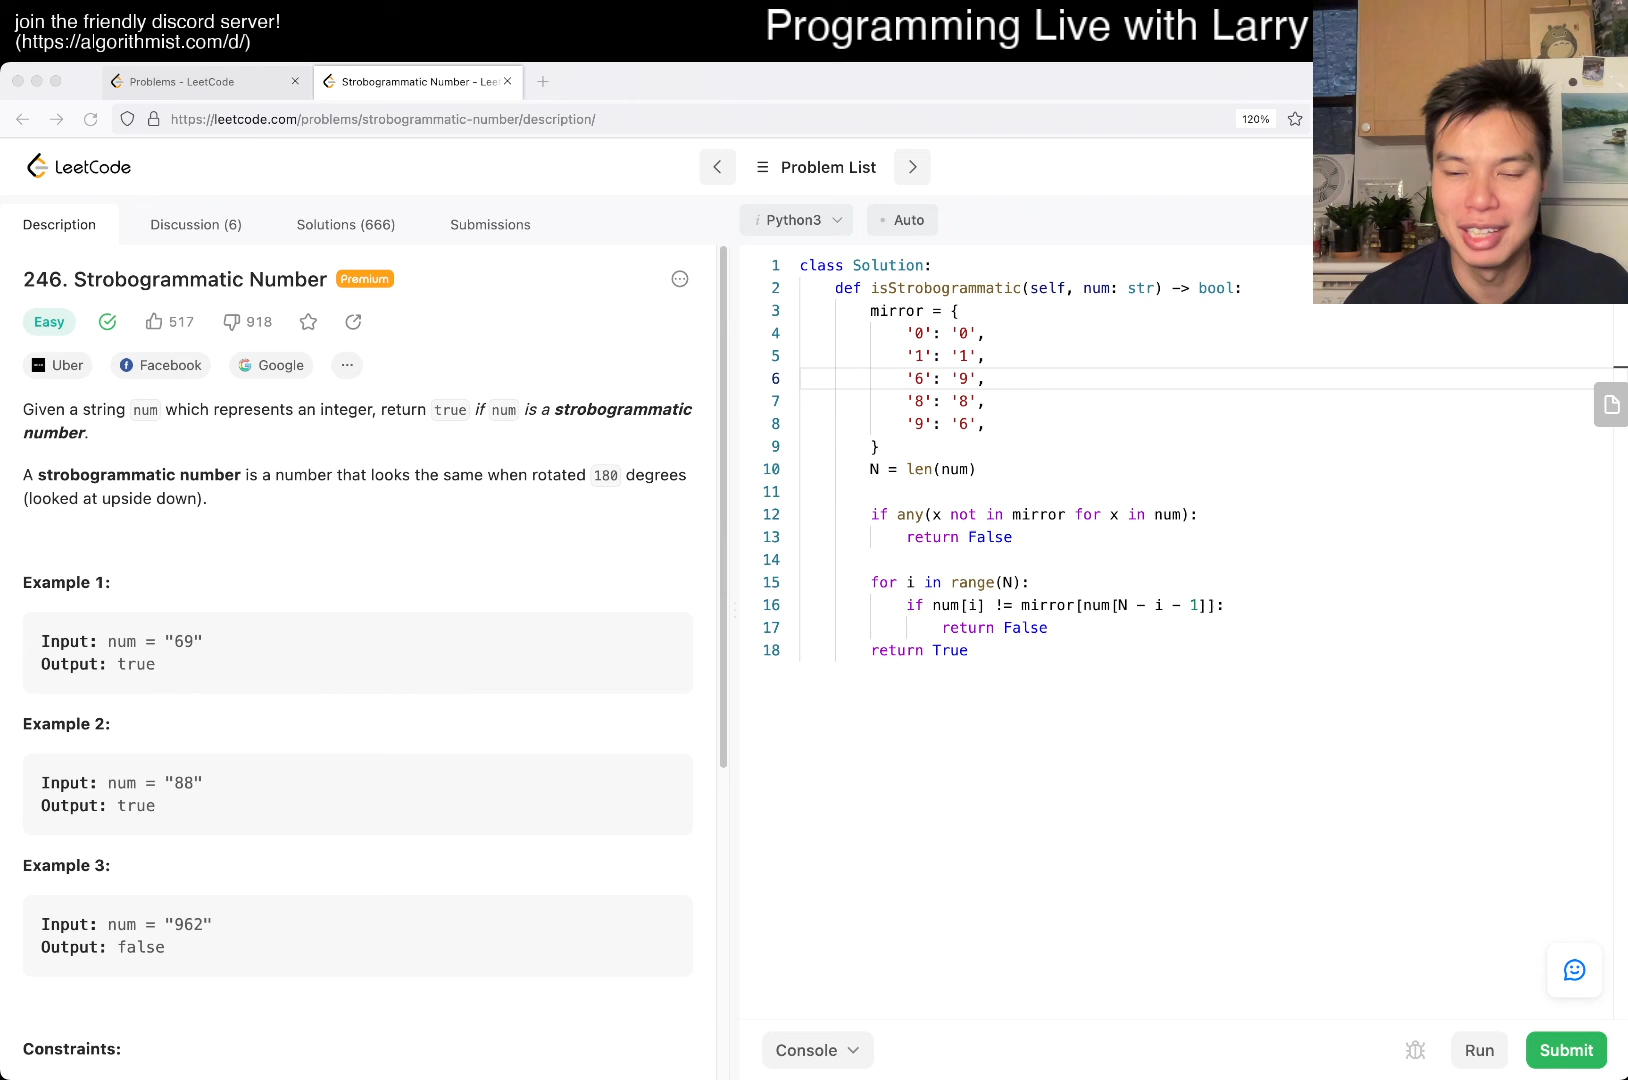 join the friendly discord server!
(https://algorithmist.com/d/)
Programming Live with Larry
Problems - LeetCode
Strobogrammatic Number - Lee
https://leetcode.com/problems/strobogrammatic-number/description/
120%
LeetCode
Problem List
Description
Discussion (6)
Solutions (666)
Submissions
i Python3
• Auto
246. Strobogrammatic Number
Premium
Easy
517
918
Uber
Facebook
Google
...
Given a string num which represents an integer, return true if num is a strobogrammatic
number.
A strobogrammatic number is a number that looks the same when rotated 180 degrees
(looked at upside down).
Example 1:
Input: num = "69"
Output: true
Example 2:
Input: num = "88"
Output: true
Example 3:
Input: num = "962"
Output: false
Constraints:
1 class Solution:
2 def isStrobogrammatic(self, num: str) -> bool:
3 mirror = {
4 '0': '0',
5 '1': '1',
6 '6': '9',
7 '8': '8',
8 '9': '6',
9 }
10 N = len(num)
11
12 if any(x not in mirror for x in num):
13 return False
14
15 for i in range(N):
16 if num[i] != mirror[num[N - i - 1]]:
17 return False
18 return True
Console
Run
Submit